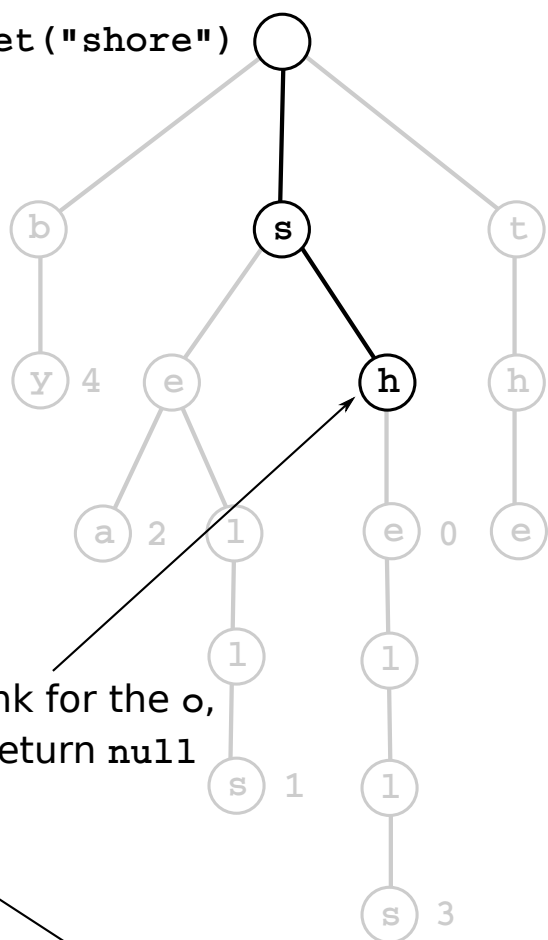 et("shore")
b s t
y 4 e h h
a 2 l e 0 e
l l
nk for the o,
eturn null
s 1 l
s 3